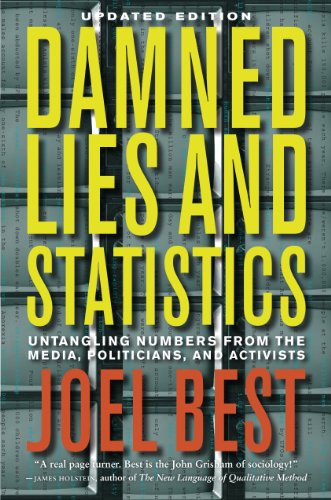 UPDATED EDITION
DAMNED
LIES AND
STATISTICS
UNTANGLING NUMBERS FROM THE
MEDIA, POLITICIANS, AND ACTIVISTS
JOEL BEST
“A real page turner. Best is the John Grisham of sociology!”
—JAMES HOLSTEIN, author of The New Language of Qualitative Method